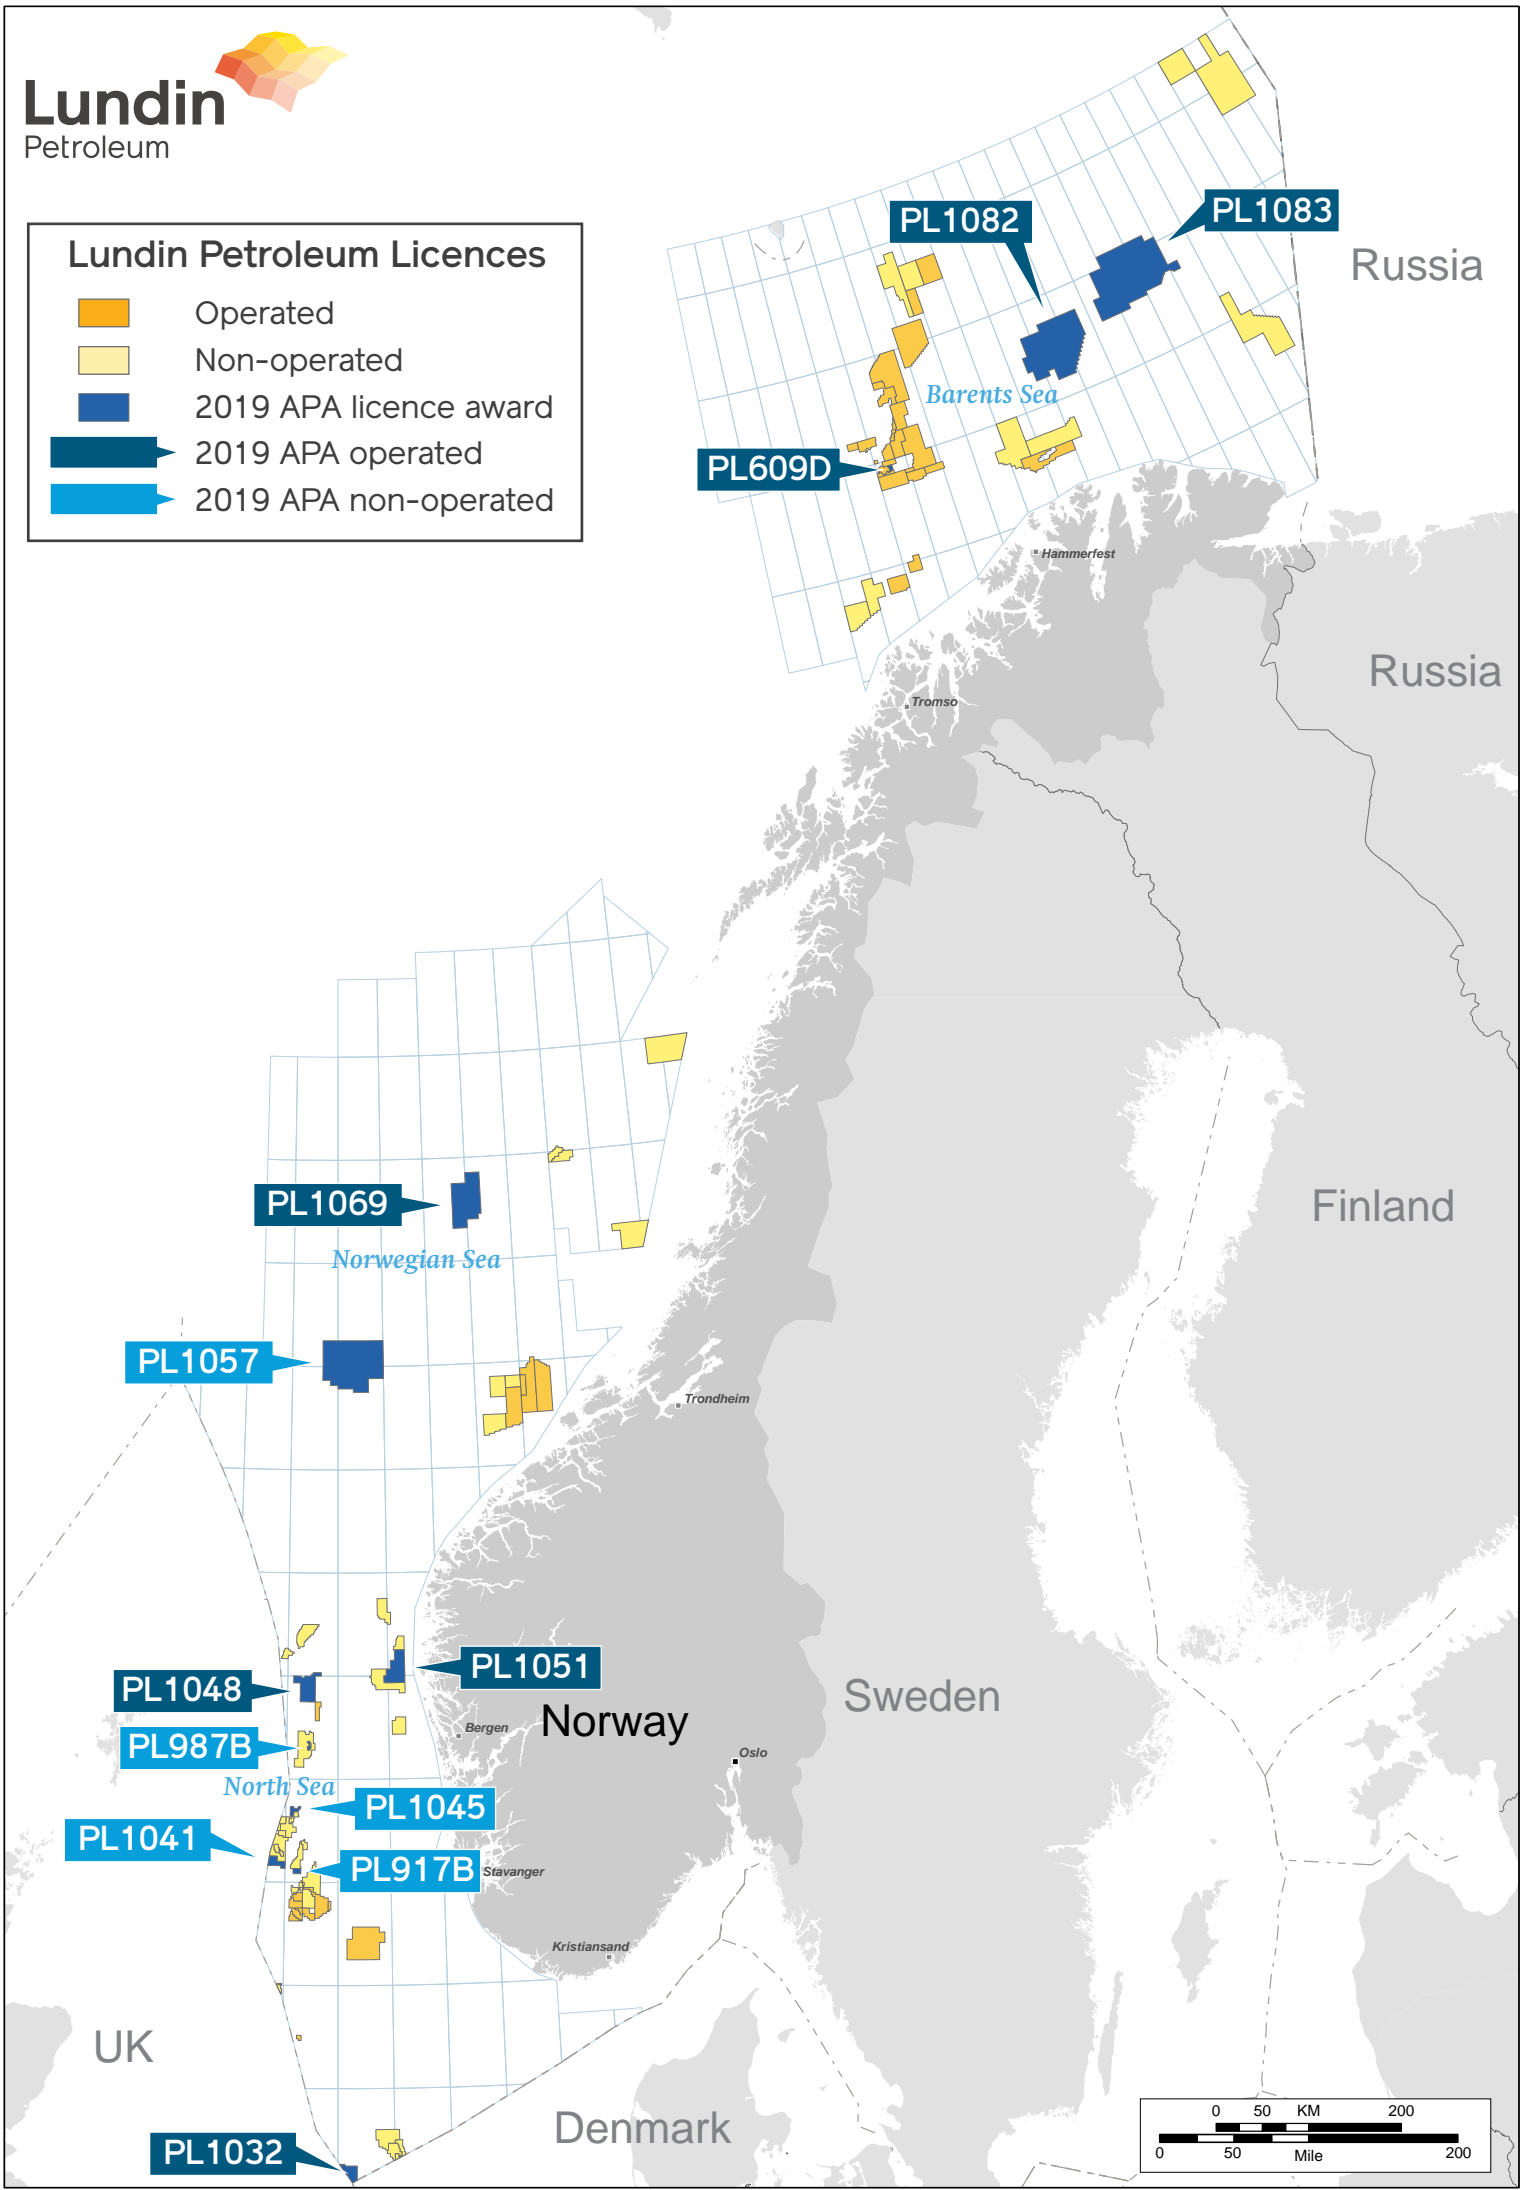 Lundin
Petroleum
Lundin Petroleum Licences
Operated
Non-operated
2019 APA licence award
2019 APA operated
2019 APA non-operated
PL1082
PL1083
Russia
Barents Sea
PL609D
Hammerfest
Russia
Tromso
PL1069
Finland
Norwegian Sea
PL1057
Trondheim
PL1051
PL1048
Sweden
Norway
Bergen
PL987B
Oslo
North Sea
PL1045
PL1041
PL917B
Stavanger
Kristiansand
UK
Denmark
PL1032
0 50 KM 200
0 50 Mile 200